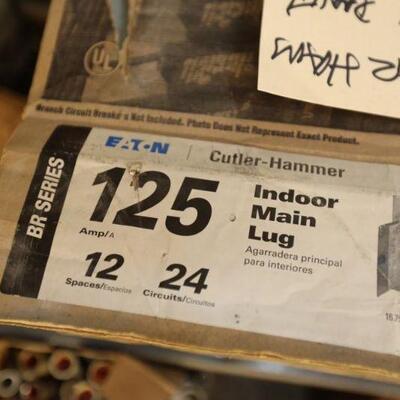 UL
Branch Circuit Breakers Not Included. Photo Does Not Represent Exact Product.
BR SERIES
EATON
Cutler-Hammer
125
Amp/A
Indoor
Main
Lug
Agarradera principal
para interiores
12
Spaces/Espacios
24
Circuits/Circuitos